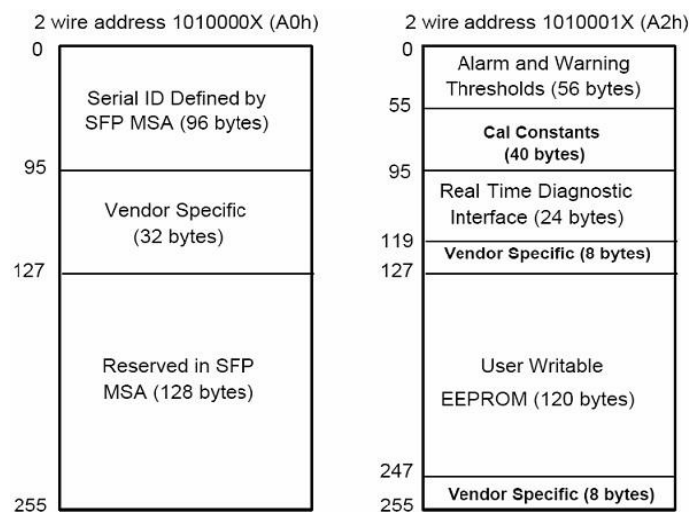 2 wire address 1010000X (A0h)
0
Serial ID Defined by
SFP MSA (96 bytes)
95
Vendor Specific
(32 bytes)
127
Reserved in SFP
MSA (128 bytes)
255
2 wire address 1010001X (A2h)
0
Alarm and Warning
Thresholds (56 bytes)
55
Cal Constants
(40 bytes)
95
Real Time Diagnostic
Interface (24 bytes)
119
Vendor Specific (8 bytes)
127
User Writable
EEPROM (120 bytes)
247
Vendor Specific (8 bytes)
255